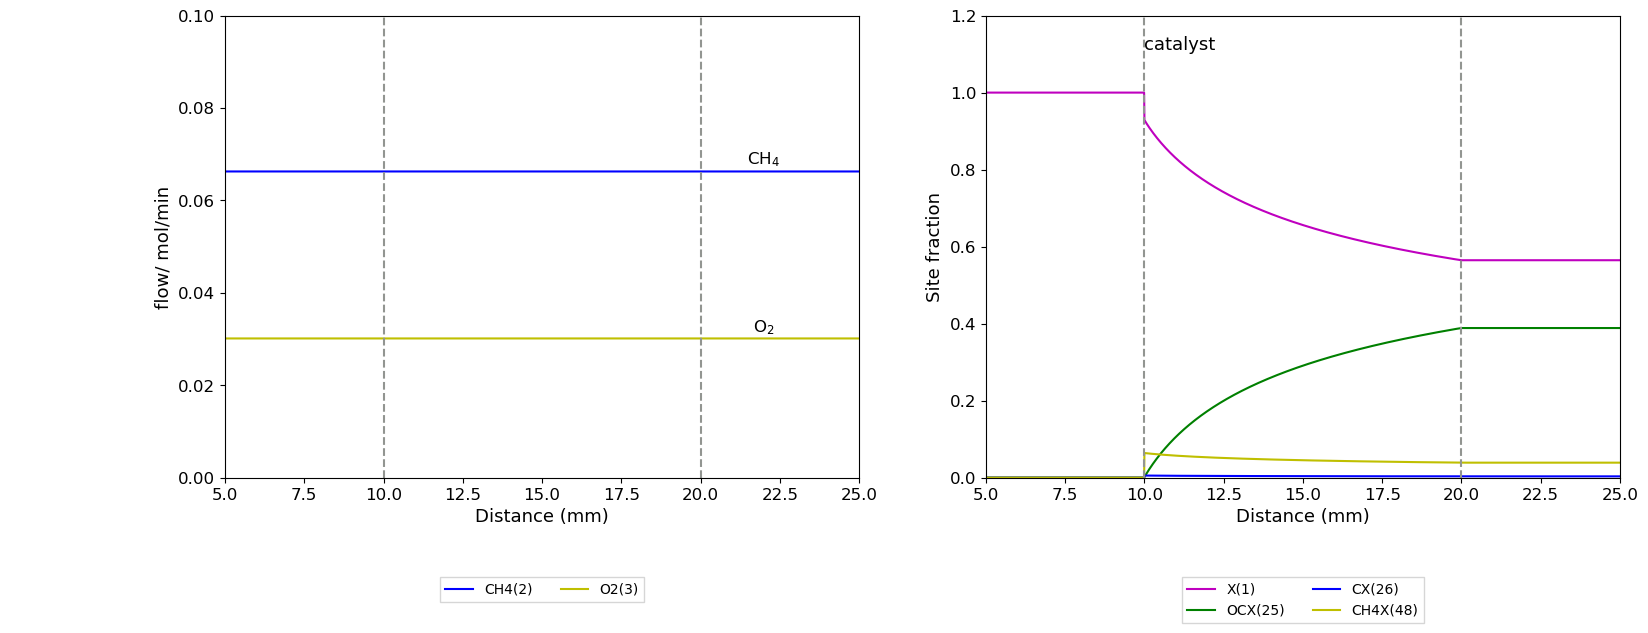 0.10
0.08
0.06
0.04
0.02
0.00
flow/ mol/min
CH4
O2
5.0 7.5 10.0 12.5 15.0 17.5 20.0 22.5 25.0
Distance (mm)
CH4(2) O2(3)
1.2
1.0
0.8
0.6
0.4
0.2
0.0
Site fraction
catalyst
5.0 7.5 10.0 12.5 15.0 17.5 20.0 22.5 25.0
Distance (mm)
X(1) CX(26)
OCX(25) CH4X(48)